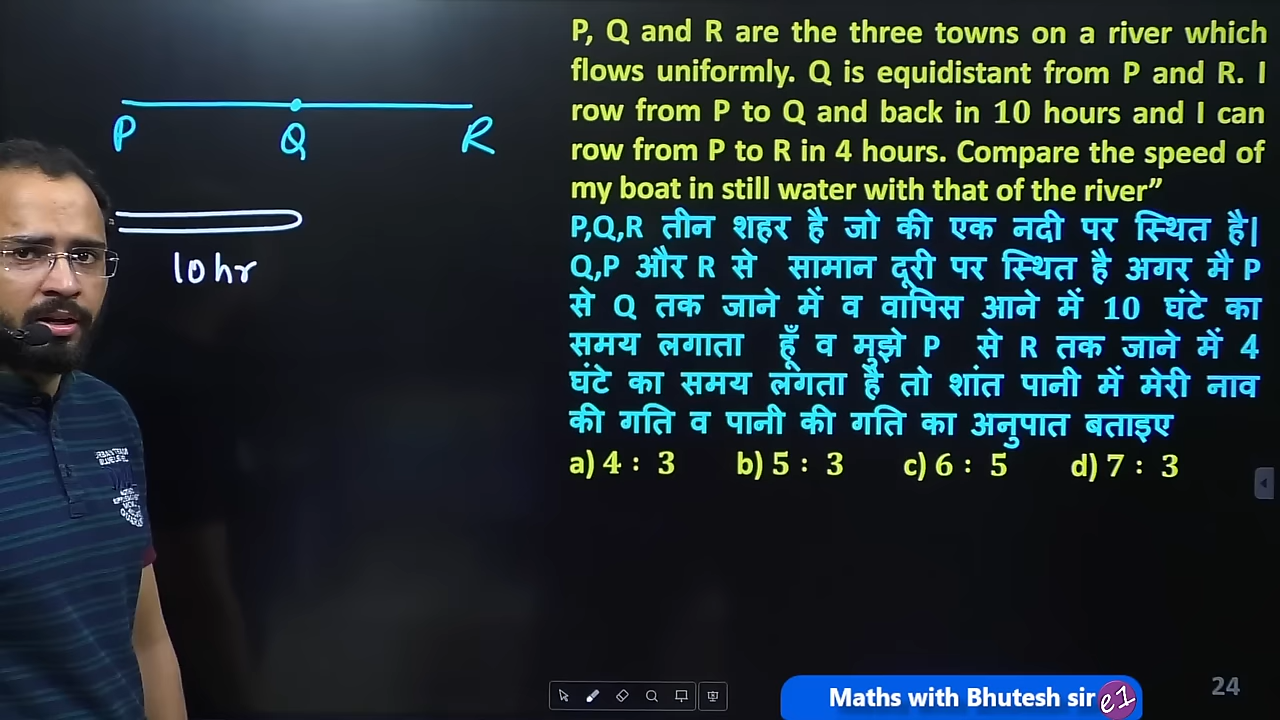 P, Q and R are the three towns on a river which
flows uniformly. Q is equidistant from P and R. I
row from P to Q and back in 10 hours and I can
row from P to R in 4 hours. Compare the speed of
my boat in still water with that of the river”
P,Q,R तीन शहर है जो की एक नदी पर स्थित है|
Q,P और R से सामान दूरी पर स्थित है अगर मै P
से Q तक जाने में व वापिस आने में 10 घंटे का
समय लगाता हूँ व मुझे P से R तक जाने में 4
घंटे का समय लगता है तो शांत पानी में मेरी नाव
की गति व पानी की गति का अनुपात बताइए
a) 4 : 3 b) 5 : 3 c) 6 : 5 d) 7 : 3
P Q R
10 hr
Maths with Bhutesh sir e1
24